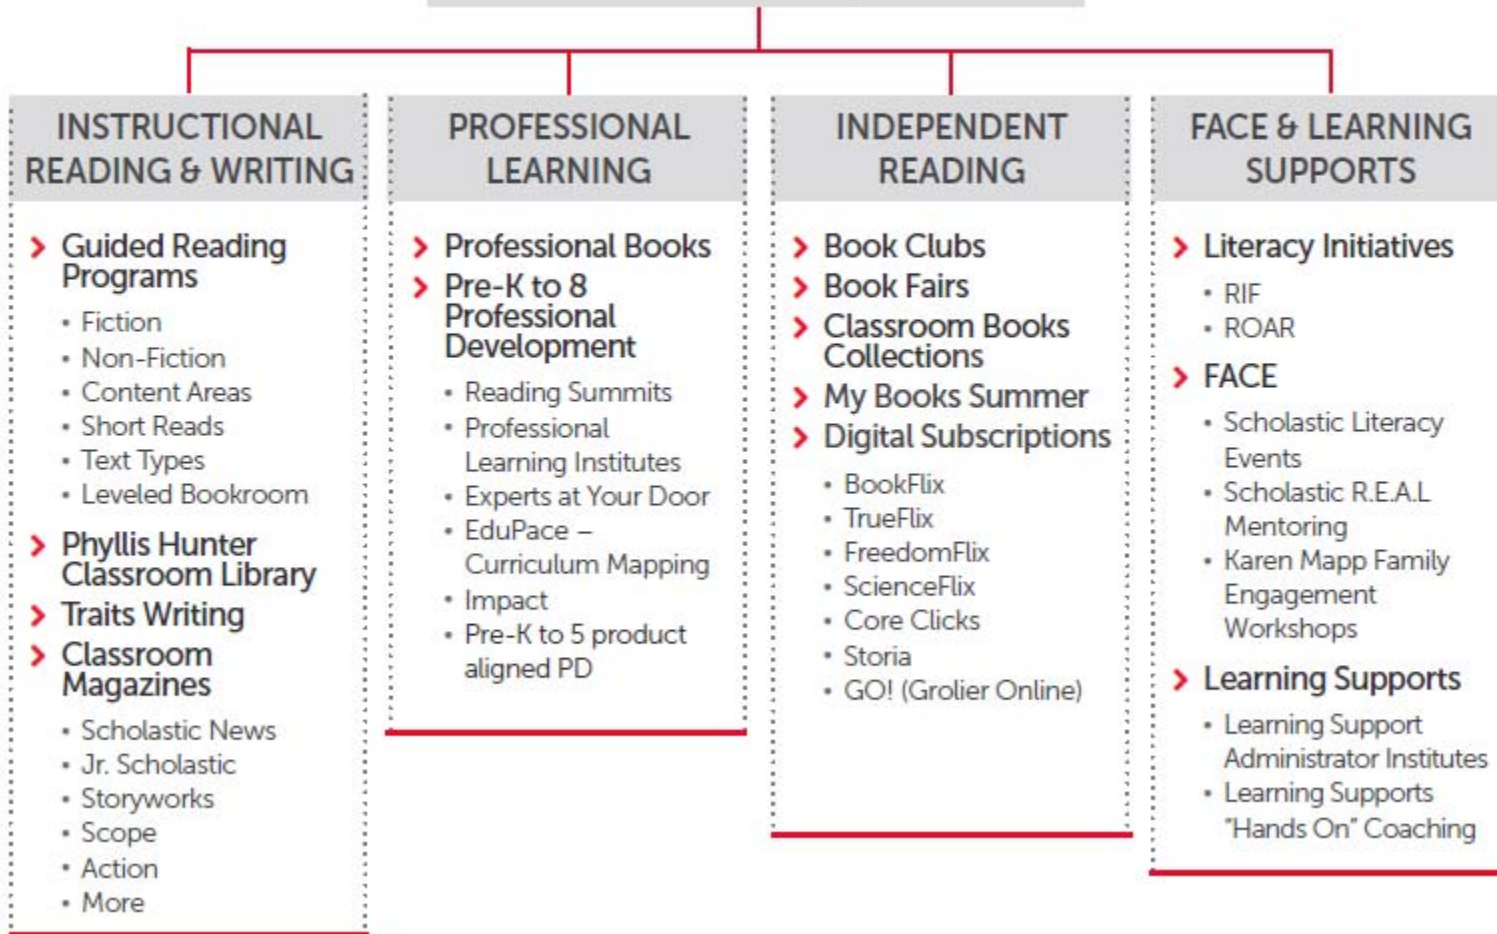 INSTRUCTIONAL
READING & WRITING
> Guided Reading
Programs
• Fiction
• Non-Fiction
• Content Areas
• Short Reads
• Text Types
• Leveled Bookroom
> Phyllis Hunter
Classroom Library
> Traits Writing
> Classroom
Magazines
• Scholastic News
• Jr. Scholastic
• Storyworks
• Scope
• Action
• More
PROFESSIONAL
LEARNING
> Professional Books
> Pre-K to 8
Professional
Development
• Reading Summits
• Professional
Learning Institutes
• Experts at Your Door
• EduPace –
Curriculum Mapping
• Impact
• Pre-K to 5 product
aligned PD
INDEPENDENT
READING
> Book Clubs
> Book Fairs
> Classroom Books
Collections
> My Books Summer
> Digital Subscriptions
• BookFlix
• TrueFlix
• FreedomFlix
• ScienceFlix
• Core Clicks
• Storia
• GO! (Grolier Online)
FACE & LEARNING
SUPPORTS
> Literacy Initiatives
• RIF
• ROAR
> FACE
• Scholastic Literacy
Events
• Scholastic R.E.A.L
Mentoring
• Karen Mapp Family
Engagement
Workshops
> Learning Supports
• Learning Support
Administrator Institutes
• Learning Supports
"Hands On" Coaching